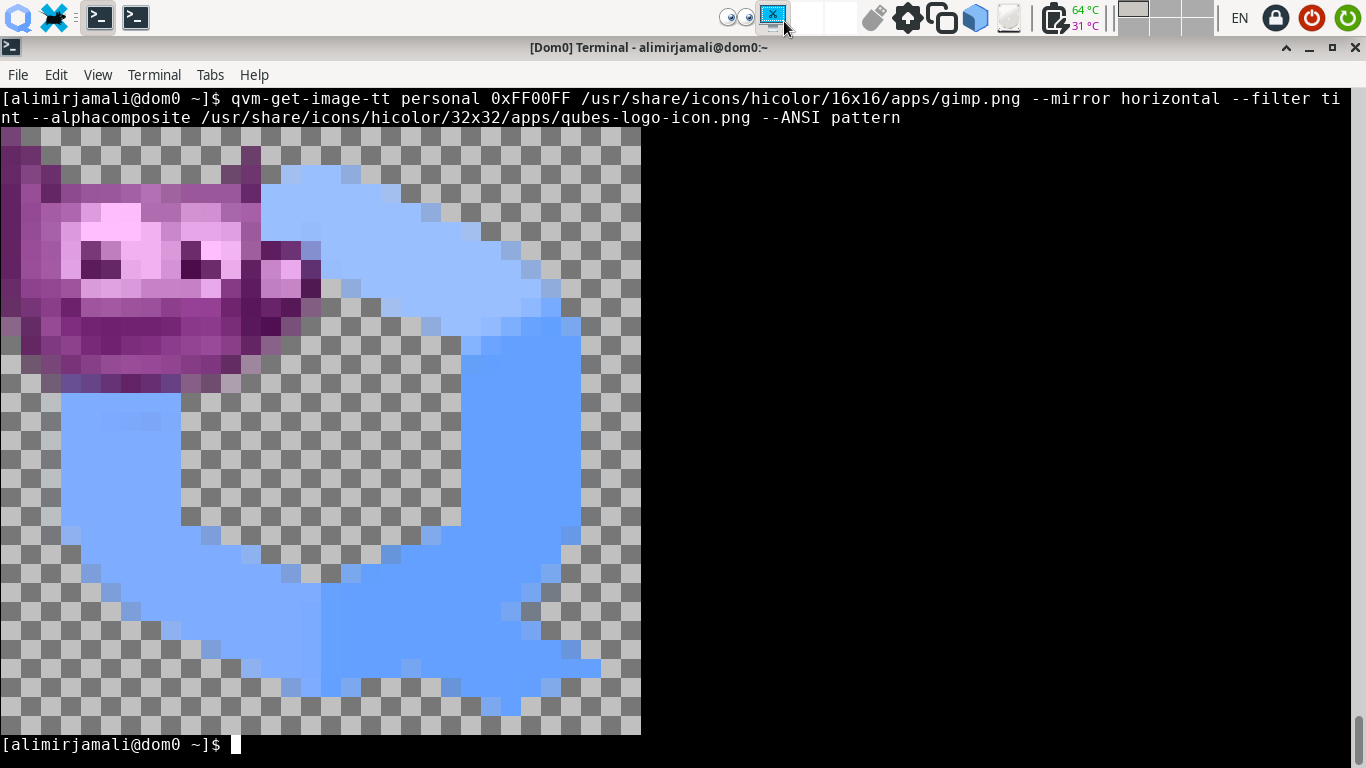 64 °C
31 °C
EN
[Dom0] Terminal - alimirjamali@dom0:~
File Edit View Terminal Tabs Help
[alimirjamali@dom0 ~]$ qvm-get-image-tt personal 0xFF00FF /usr/share/icons/hicolor/16x16/apps/gimp.png --mirror horizontal --filter ti
nt --alphacomposite /usr/share/icons/hicolor/32x32/apps/qubes-logo-icon.png --ANSI pattern
[alimirjamali@dom0 ~]$